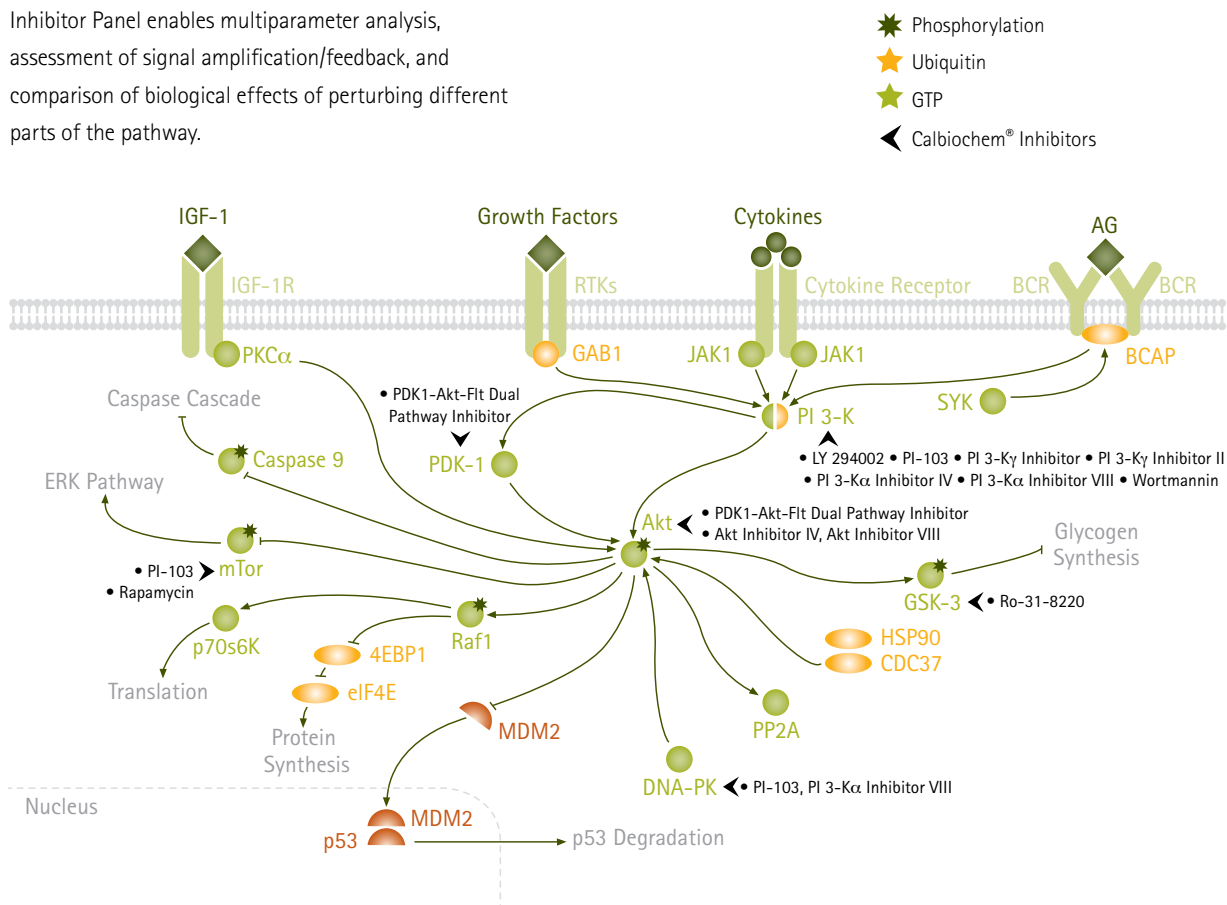 Inhibitor Panel enables multiparameter analysis,
assessment of signal amplification/feedback, and
comparison of biological effects of perturbing different
parts of the pathway.
Phosphorylation
Ubiquitin
GTP
Calbiochem® Inhibitors
IGF-1
Growth Factors
Cytokines
AG
IGF-1R
RTKs
Cytokine Receptor
BCR
BCR
PKCα
GAB1
JAK1
JAK1
BCAP
Caspase Cascade
• PDK1-Akt-Flt Dual
Pathway Inhibitor
SYK
PI 3-K
Caspase 9
PDK-1
• LY 294002 • PI-103 • PI 3-Kγ Inhibitor • PI 3-Kγ Inhibitor II
• PI 3-Kα Inhibitor IV • PI 3-Kα Inhibitor VIII • Wortmannin
ERK Pathway
Akt
• PDK1-Akt-Flt Dual Pathway Inhibitor
• Akt Inhibitor IV, Akt Inhibitor VIII
Glycogen
Synthesis
• PI-103
• Rapamycin
mTor
GSK-3
• Ro-31-8220
p70s6K
Raf1
HSP90
CDC37
4EBP1
Translation
eIF4E
MDM2
PP2A
Protein
Synthesis
DNA-PK
• PI-103, PI 3-Kα Inhibitor VIII
Nucleus
MDM2
p53
p53 Degradation